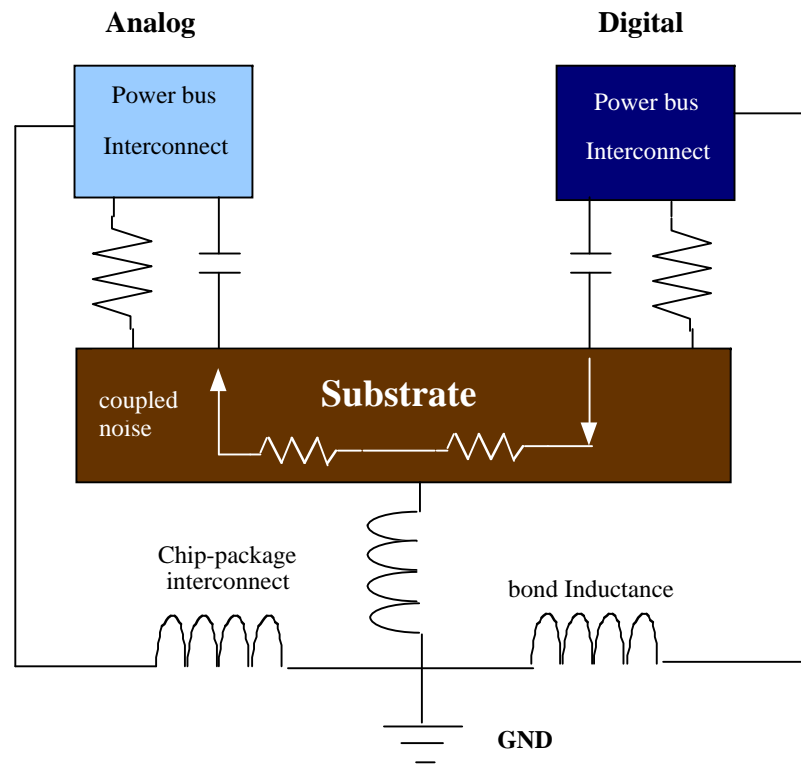 Analog
Digital
Power bus
Interconnect
Power bus
Interconnect
Substrate
coupled
noise
Chip-package
interconnect
bond Inductance
GND